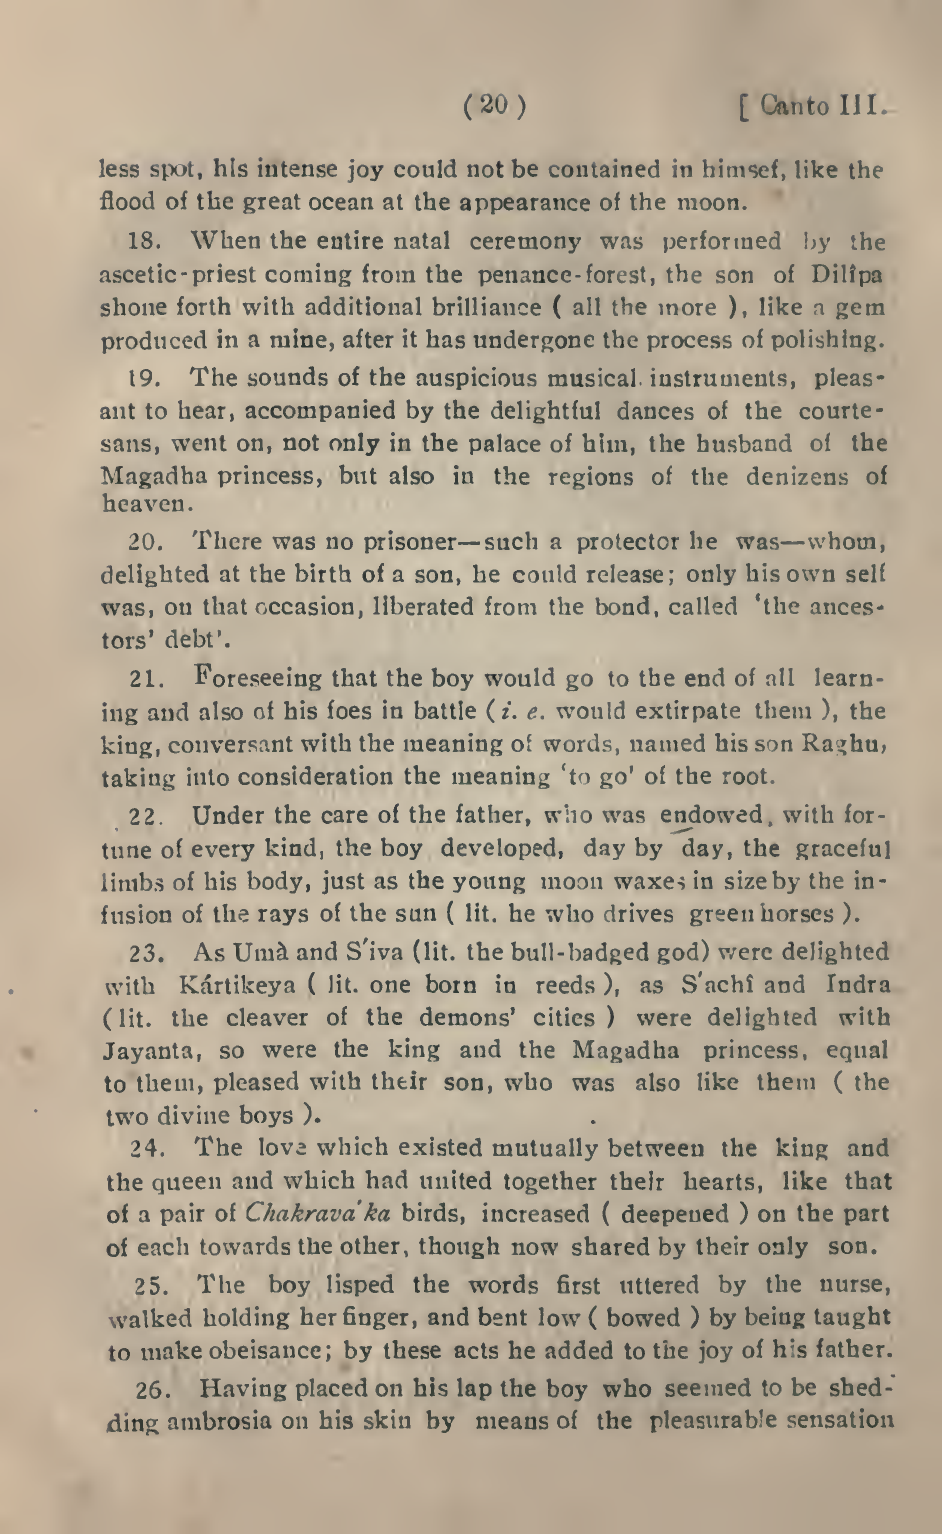 ( 20 ) [ Canto III.
less spot, his intense joy could not be contained in himsef, like the
flood of the great ocean at the appearance of the moon.
18. When the entire natal ceremony was performed by the
ascetic-priest coming from the penance-forest, the son of Dilîpa
shone forth with additional brilliance ( all the more ), like a gem
produced in a mine, after it has undergone the process of polishing.
19. The sounds of the auspicious musical. instruments, pleas-
ant to hear, accompanied by the delightful dances of the courte-
sans, went on, not only in the palace of him, the husband of the
Magadha princess, but also in the regions of the denizens of
heaven.
20. There was no prisoner—such a protector he was—whom,
delighted at the birth of a son, he could release; only his own self
was, on that occasion, liberated from the bond, called 'the ances-
tors' debt'.
21. Foreseeing that the boy would go to the end of all learn-
ing and also of his foes in battle ( i. e. would extirpate them ), the
king, conversant with the meaning of words, named his son Raghu,
taking into consideration the meaning 'to go' of the root.
22. Under the care of the father, who was endowed, with for-
tune of every kind, the boy developed, day by day, the graceful
limbs of his body, just as the young moon waxes in size by the in-
fusion of the rays of the sun ( lit. he who drives green horses ).
23. As Umà and S'iva (lit. the bull-badged god) were delighted
with Kártikeya ( lit. one born in reeds ), as S'achî and Indra
( lit. the cleaver of the demons' cities ) were delighted with
Jayanta, so were the king and the Magadha princess, equal
to them, pleased with their son, who was also like them ( the
two divine boys ).
24. The love which existed mutually between the king and
the queen and which had united together their hearts, like that
of a pair of Chakrava'ka birds, increased ( deepened ) on the part
of each towards the other, though now shared by their only son.
25. The boy lisped the words first uttered by the nurse,
walked holding her finger, and bent low ( bowed ) by being taught
to make obeisance; by these acts he added to the joy of his father.
26. Having placed on his lap the boy who seemed to be shed-
ding ambrosia on his skin by means of the pleasurable sensation